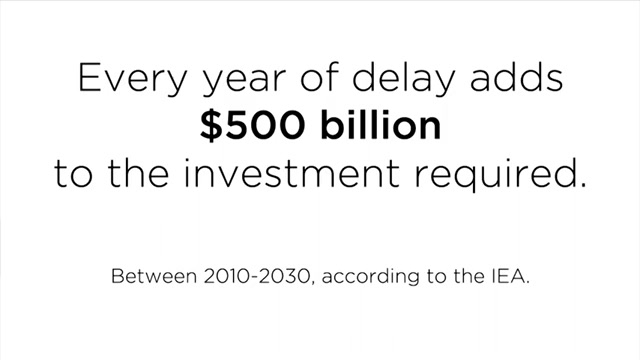 Every year of delay adds
$500 billion
to the investment required.
Between 2010-2030, according to the IEA.